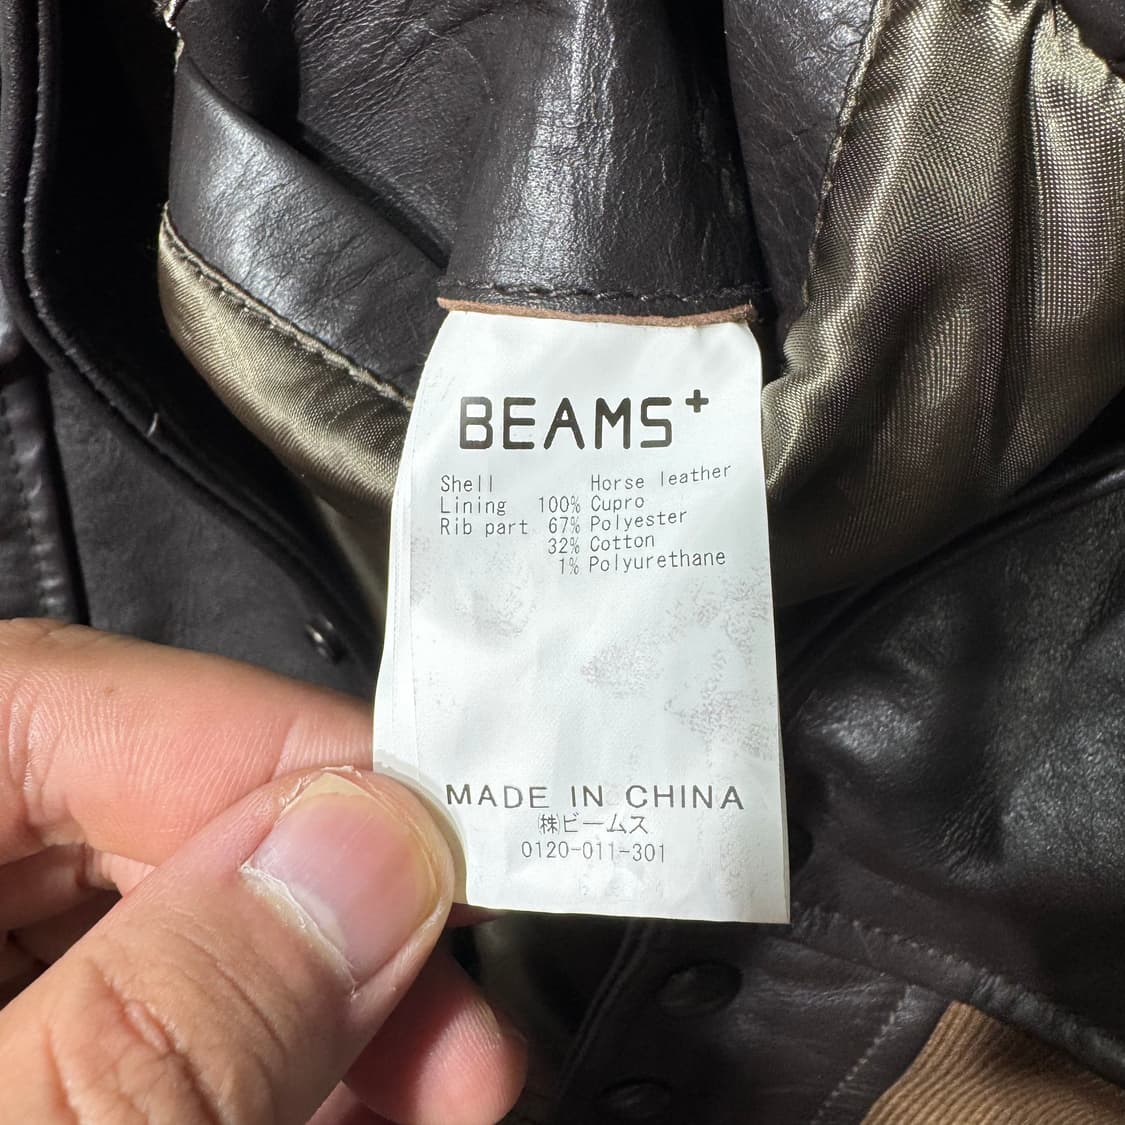 BEAMS+
Shell Horse leather
Lining 100% Cupro
Rib part 67% Polyester
32% Cotton
1% Polyurethane
MADE IN CHINA
㈱ビームス
0120-011-301